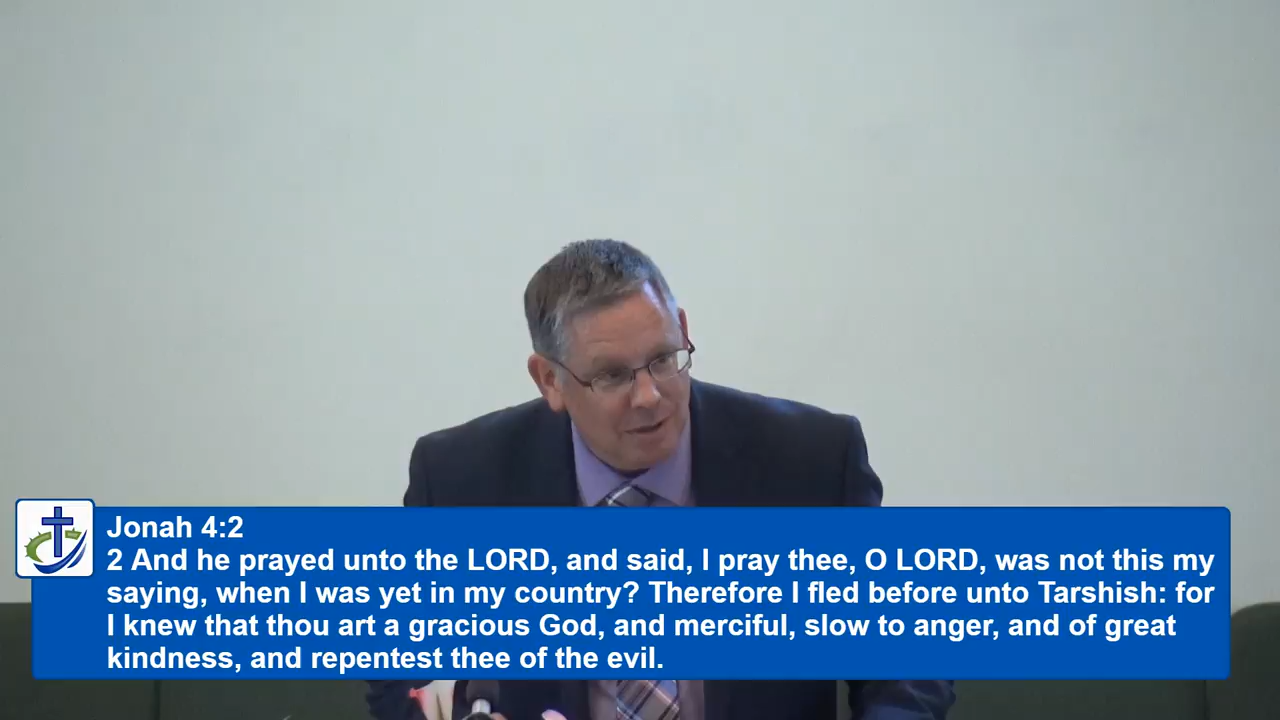 Jonah 4:2
2 And he prayed unto the LORD, and said, I pray thee, O LORD, was not this my
saying, when I was yet in my country? Therefore I fled before unto Tarshish: for
I knew that thou art a gracious God, and merciful, slow to anger, and of great
kindness, and repentest thee of the evil.